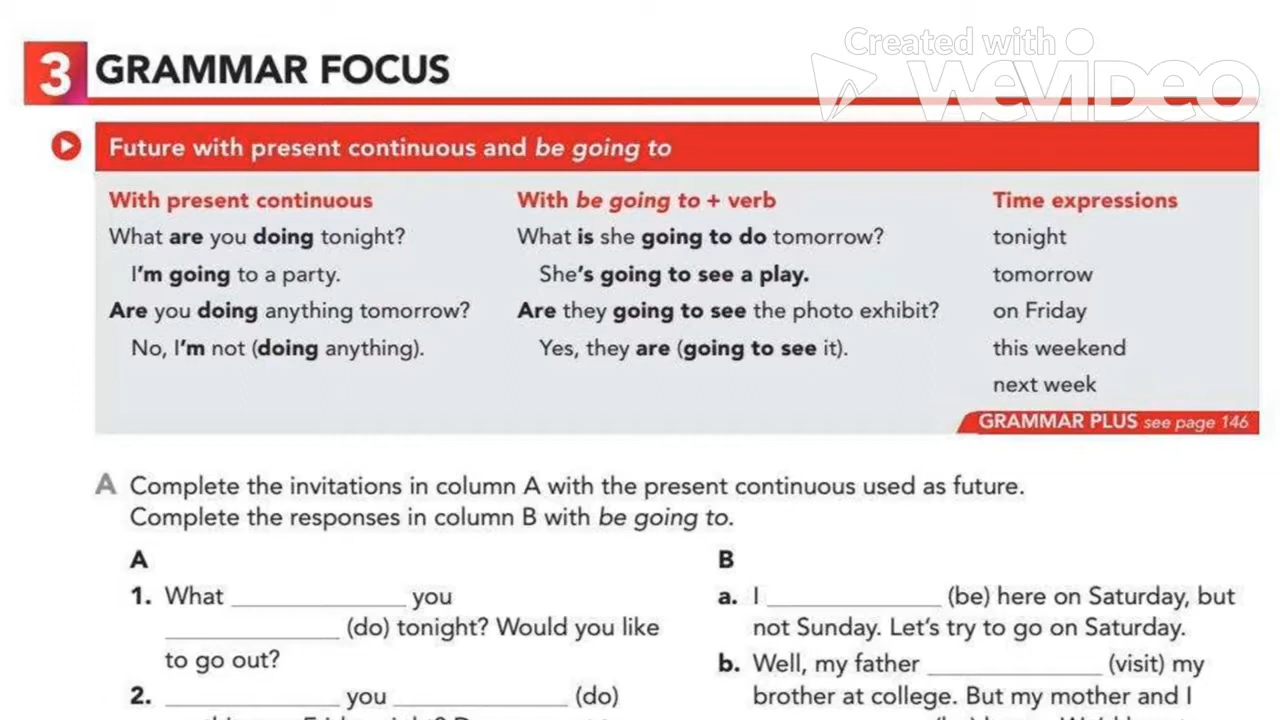 Created with
WEVIDEO
3 GRAMMAR FOCUS
Future with present continuous and be going to
With present continuous
What are you doing tonight?
I'm going to a party.
Are you doing anything tomorrow?
No, I'm not (doing anything).
With be going to + verb
What is she going to do tomorrow?
She's going to see a play.
Are they going to see the photo exhibit?
Yes, they are (going to see it).
Time expressions
tonight
tomorrow
on Friday
this weekend
next week
GRAMMAR PLUS see page 146
A Complete the invitations in column A with the present continuous used as future.
Complete the responses in column B with be going to.
A
1. What ____________ you
____________ (do) tonight? Would you like
to go out?
2. ____________ you ____________ (do)
B
a. I ____________ (be) here on Saturday, but
not Sunday. Let's try to go on Saturday.
b. Well, my father ____________ (visit) my
brother at college. But my mother and I